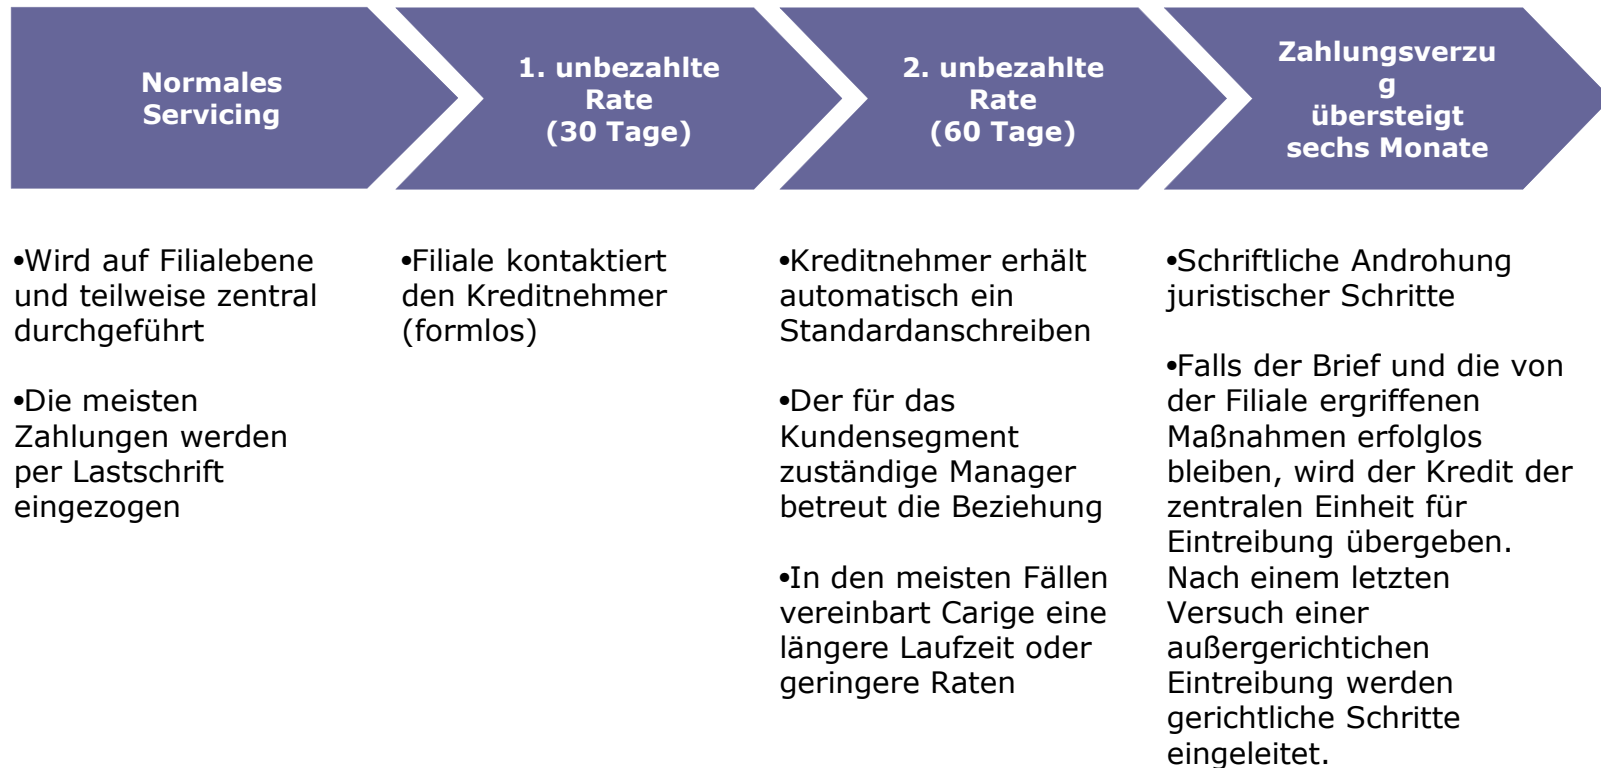 Normales
Servicing
1. unbezahlte
Rate
(30 Tage)
2. unbezahlte
Rate
(60 Tage)
Zahlungsverzu
g
übersteigt
sechs Monate
•Wird auf Filialebene
und teilweise zentral
durchgeführt
•Die meisten
Zahlungen werden
per Lastschrift
eingezogen
•Filiale kontaktiert
den Kreditnehmer
(formlos)
•Kreditnehmer erhält
automatisch ein
Standardanschreiben
•Der für das
Kundensegment
zuständige Manager
betreut die Beziehung
•In den meisten Fällen
vereinbart Carige eine
längere Laufzeit oder
geringere Raten
•Schriftliche Androhung
juristischer Schritte
•Falls der Brief und die von
der Filiale ergriffenen
Maßnahmen erfolglos
bleiben, wird der Kredit der
zentralen Einheit für
Eintreibung übergeben.
Nach einem letzten
Versuch einer
außergerichtichen
Eintreibung werden
gerichtliche Schritte
eingeleitet.